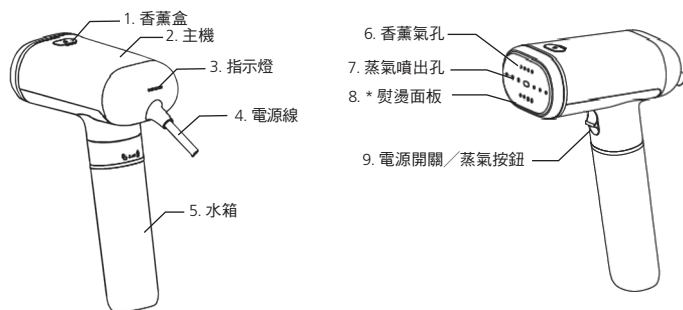 1. 香薰盒
2. 主機
3. 指示燈
4. 電源線
5. 水箱
6. 香薰氣孔
7. 蒸氣噴出孔
8. * 熨燙面板
9. 電源開關／蒸氣按鈕